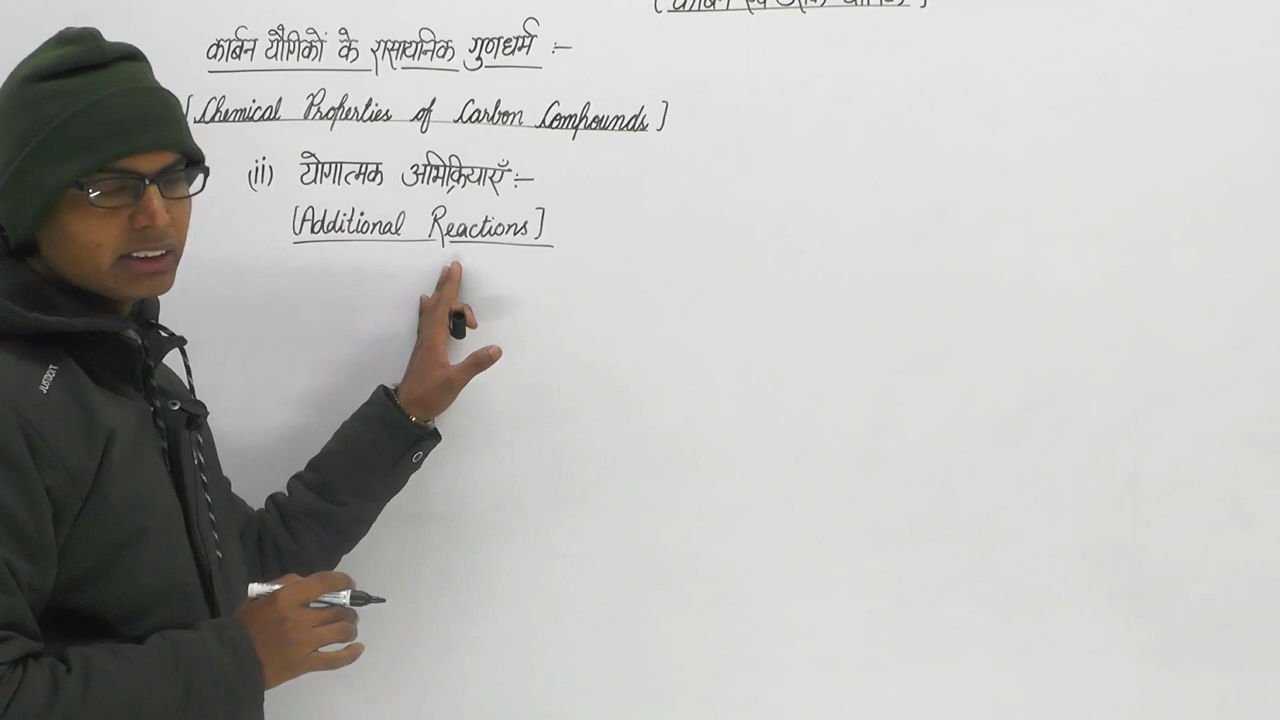 कार्बन यौगिकों के रासायनिक गुणधर्म :-
[Chemical Properties of Carbon Compounds]
(ii) योगात्मक अभिक्रियाएँ :-
[Additional Reactions]